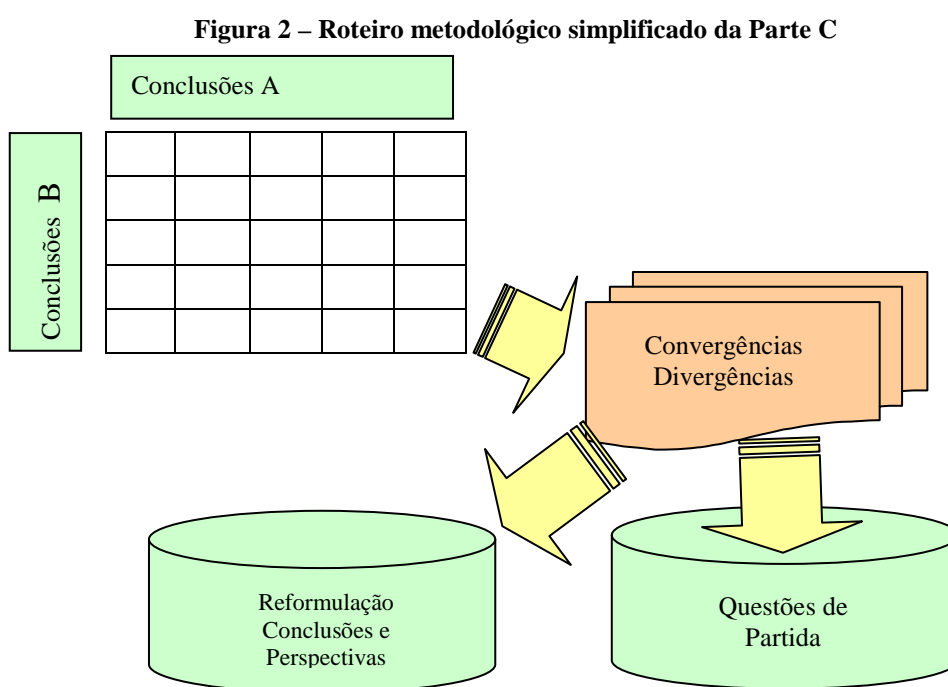 Figura 2 – Roteiro metodológico simplificado da Parte C
Conclusões A
Conclusões B
Convergências
Divergências
Reformulação
Conclusões e
Perspectivas
Questões de
Partida